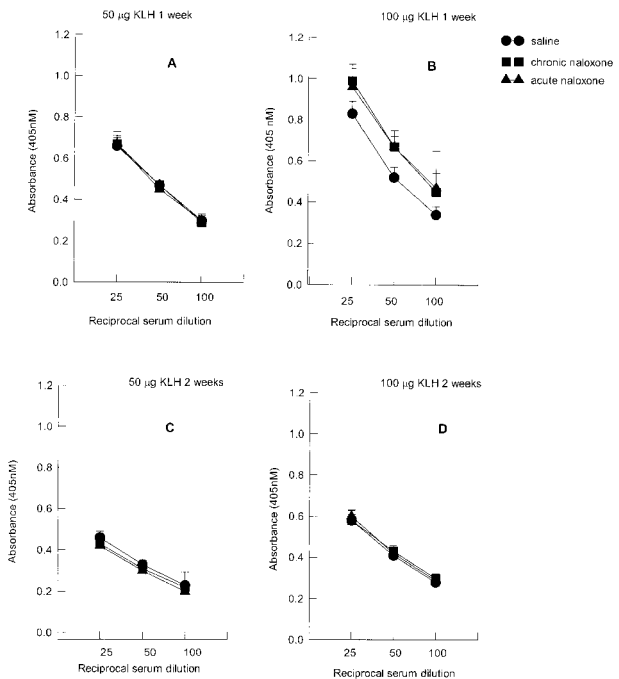 50 μg KLH 1 week
1.2
1.0
0.8
0.6
0.4
0.2
0.0
A
Absorbance (405nM)
25 50 100
Reciprocal serum dilution
100 μg KLH 1 week
1.2
1.0
0.8
0.6
0.4
0.2
0.0
B
Absorbance (405 nM)
25 50 100
Reciprocal serum dilution
saline
chronic naloxone
acute naloxone
50 μg KLH 2 weeks
1.2
1.0
0.8
0.6
0.4
0.2
0.0
C
Absorbance (405nM)
25 50 100
Reciprocal serum dilution
100 μg KLH 2 weeks
1.2
1.0
0.8
0.6
0.4
0.2
0.0
D
Absorbance (405nM)
25 50 100
Reciprocal serum dilution